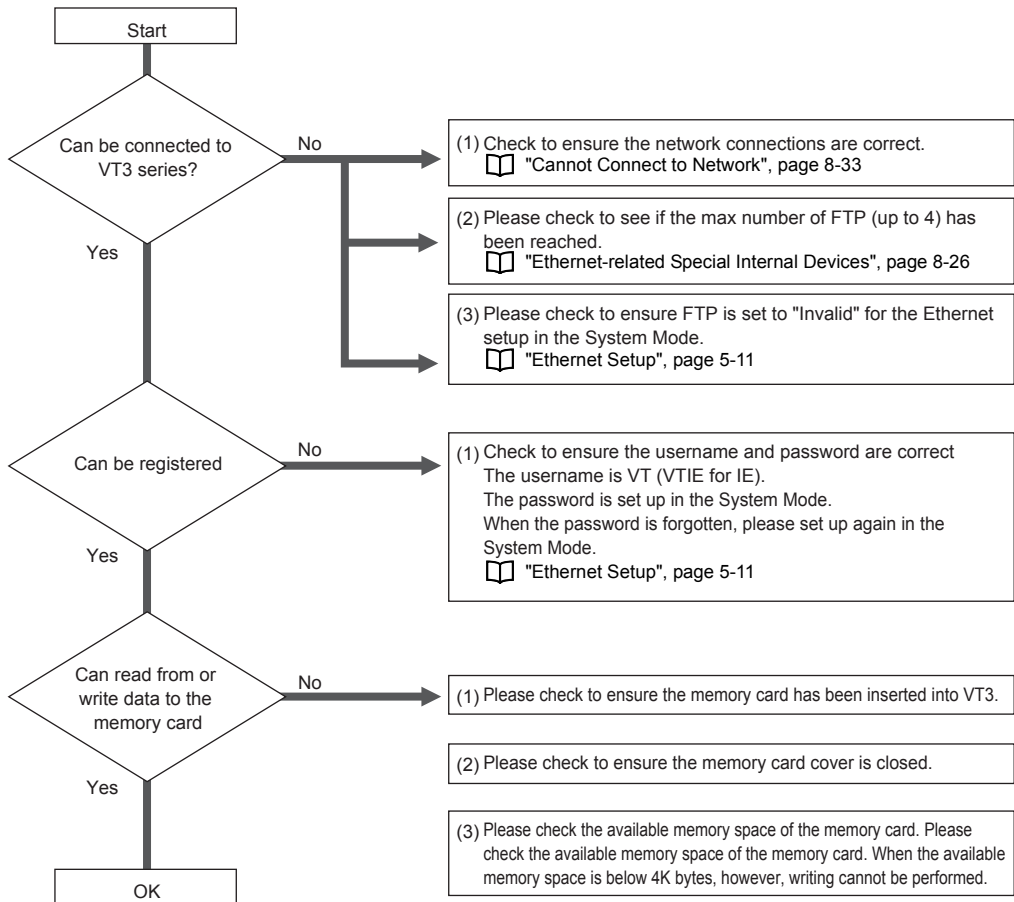 Start
Can be connected to
VT3 series?
No
Yes
(1) Check to ensure the network connections are correct.
"Cannot Connect to Network", page 8-33
(2) Please check to see if the max number of FTP (up to 4) has
been reached.
"Ethernet-related Special Internal Devices", page 8-26
(3) Please check to ensure FTP is set to "Invalid" for the Ethernet
setup in the System Mode.
"Ethernet Setup", page 5-11
Can be registered
No
Yes
(1) Check to ensure the username and password are correct
The username is VT (VTIE for IE).
The password is set up in the System Mode.
When the password is forgotten, please set up again in the
System Mode.
"Ethernet Setup", page 5-11
Can read from or
write data to the
memory card
No
Yes
(1) Please check to ensure the memory card has been inserted into VT3.
(2) Please check to ensure the memory card cover is closed.
(3) Please check the available memory space of the memory card. Please
check the available memory space of the memory card. When the available
memory space is below 4K bytes, however, writing cannot be performed.
OK